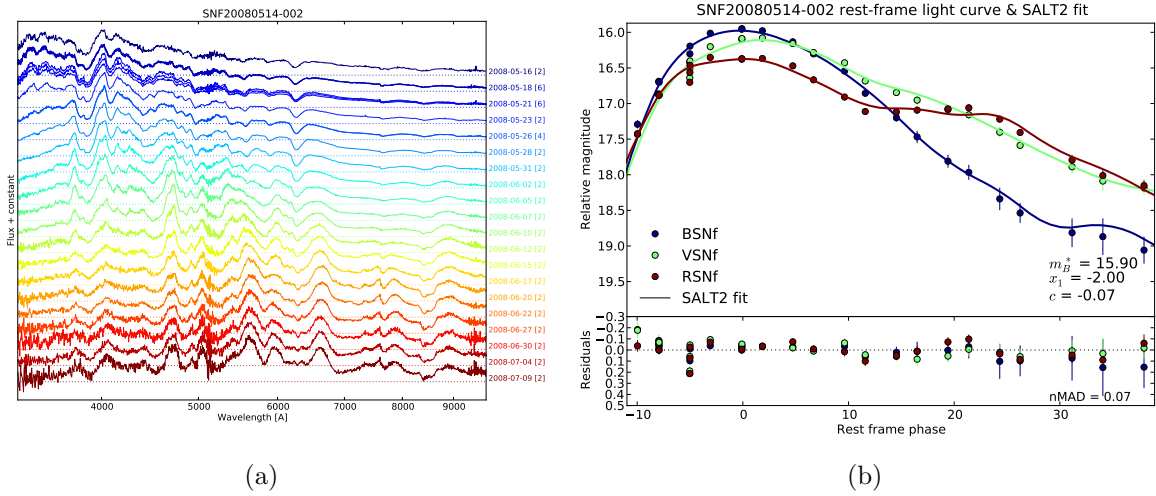 SNF20080514-002
Flux + constant
2008-05-16 [2]
2008-05-18 [6]
2008-05-21 [6]
2008-05-23 [2]
2008-05-26 [4]
2008-05-28 [2]
2008-05-31 [2]
2008-06-02 [2]
2008-06-05 [2]
2008-06-07 [2]
2008-06-10 [2]
2008-06-12 [2]
2008-06-15 [2]
2008-06-17 [2]
2008-06-20 [2]
2008-06-22 [2]
2008-06-27 [2]
2008-06-30 [2]
2008-07-04 [2]
2008-07-09 [2]
4000 5000 6000 7000 8000 9000
Wavelength [A]
(a)
SNF20080514-002 rest-frame light curve & SALT2 fit
Relative magnitude
16.0
16.5
17.0
17.5
18.0
18.5
19.0
BSNf
VSNf
RSNf
SALT2 fit
m*B = 15.90
x1 = -2.00
c = -0.07
Residuals
−0.3
−0.2
−0.1
0.0
0.1
0.2
0.3
0.4
0.5
nMAD = 0.07
−10 0 10 20 30
Rest frame phase
(b)